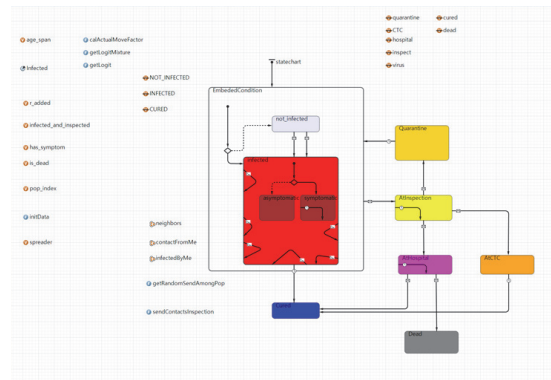 quarantine
cured
CTC
dead
hospital
inspect
virus
age_span
calActualMoveFactor
getLogitMixture
Infected
getLogit
statechart
NOT_INFECTED
INFECTED
CURED
EmbededCondition
r_added
infected_and_inspected
not_infected
Quarantine
has_symptom
is_dead
Infected
pop_index
asymptomatic
symptomatic
AtInspection
initData
neighbors
spreader
contactFromMe
infectedByMe
AtHospital
AtCTC
getRandomSendAmongPop
Cured
sendContactsInspection
Dead